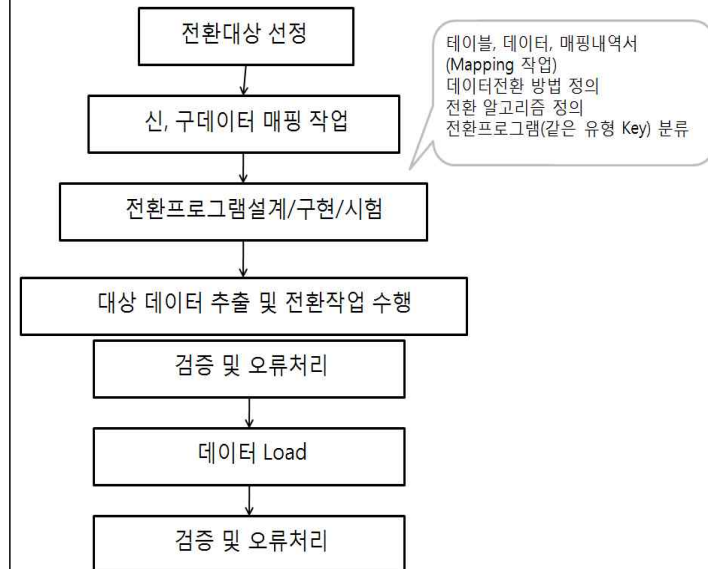 전환대상 선정
테이블, 데이터, 매핑내역서
(Mapping 작업)
데이터전환 방법 정의
전환 알고리즘 정의
전환프로그램(같은 유형 Key) 분류
신, 구데이터 매핑 작업
전환프로그램설계/구현/시험
대상 데이터 추출 및 전환작업 수행
검증 및 오류처리
데이터 Load
검증 및 오류처리